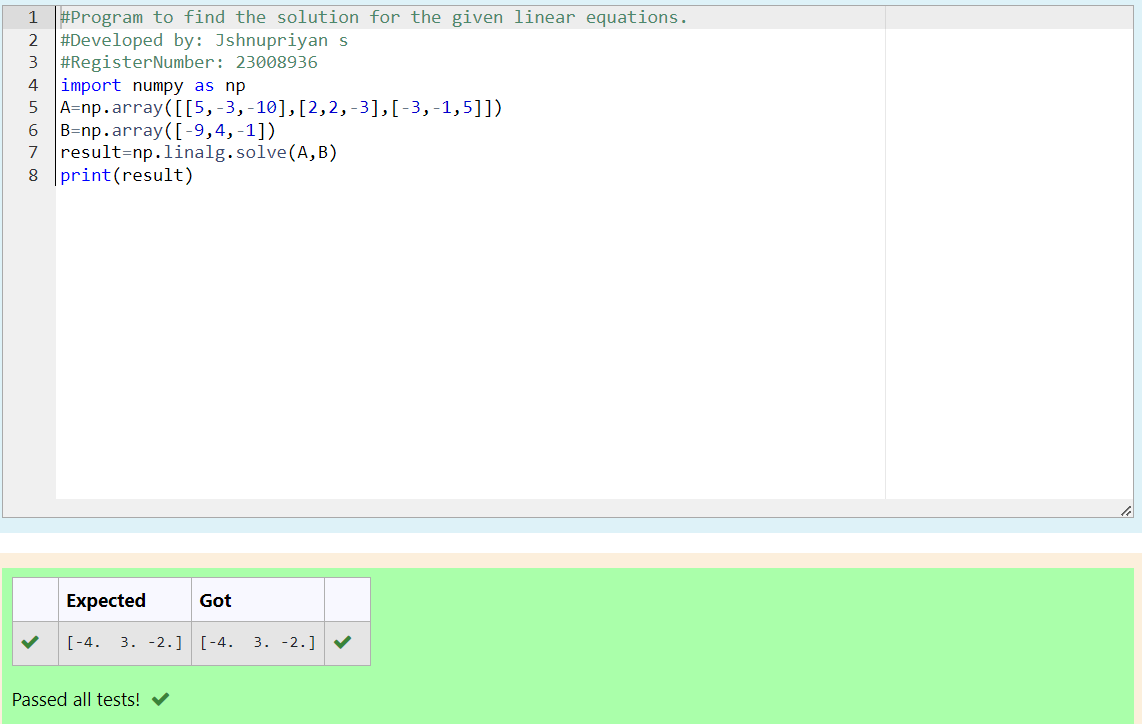 1 #Program to find the solution for the given linear equations.
2 #Developed by: Jshnupriyan s
3 #RegisterNumber: 23008936
4 import numpy as np
5 A=np.array([[5,-3,-10],[2,2,-3],[-3,-1,5]])
6 B=np.array([-9,4,-1])
7 result=np.linalg.solve(A,B)
8 print(result)
Expected Got
[-4.  3. -2.] [-4.  3. -2.]
Passed all tests!